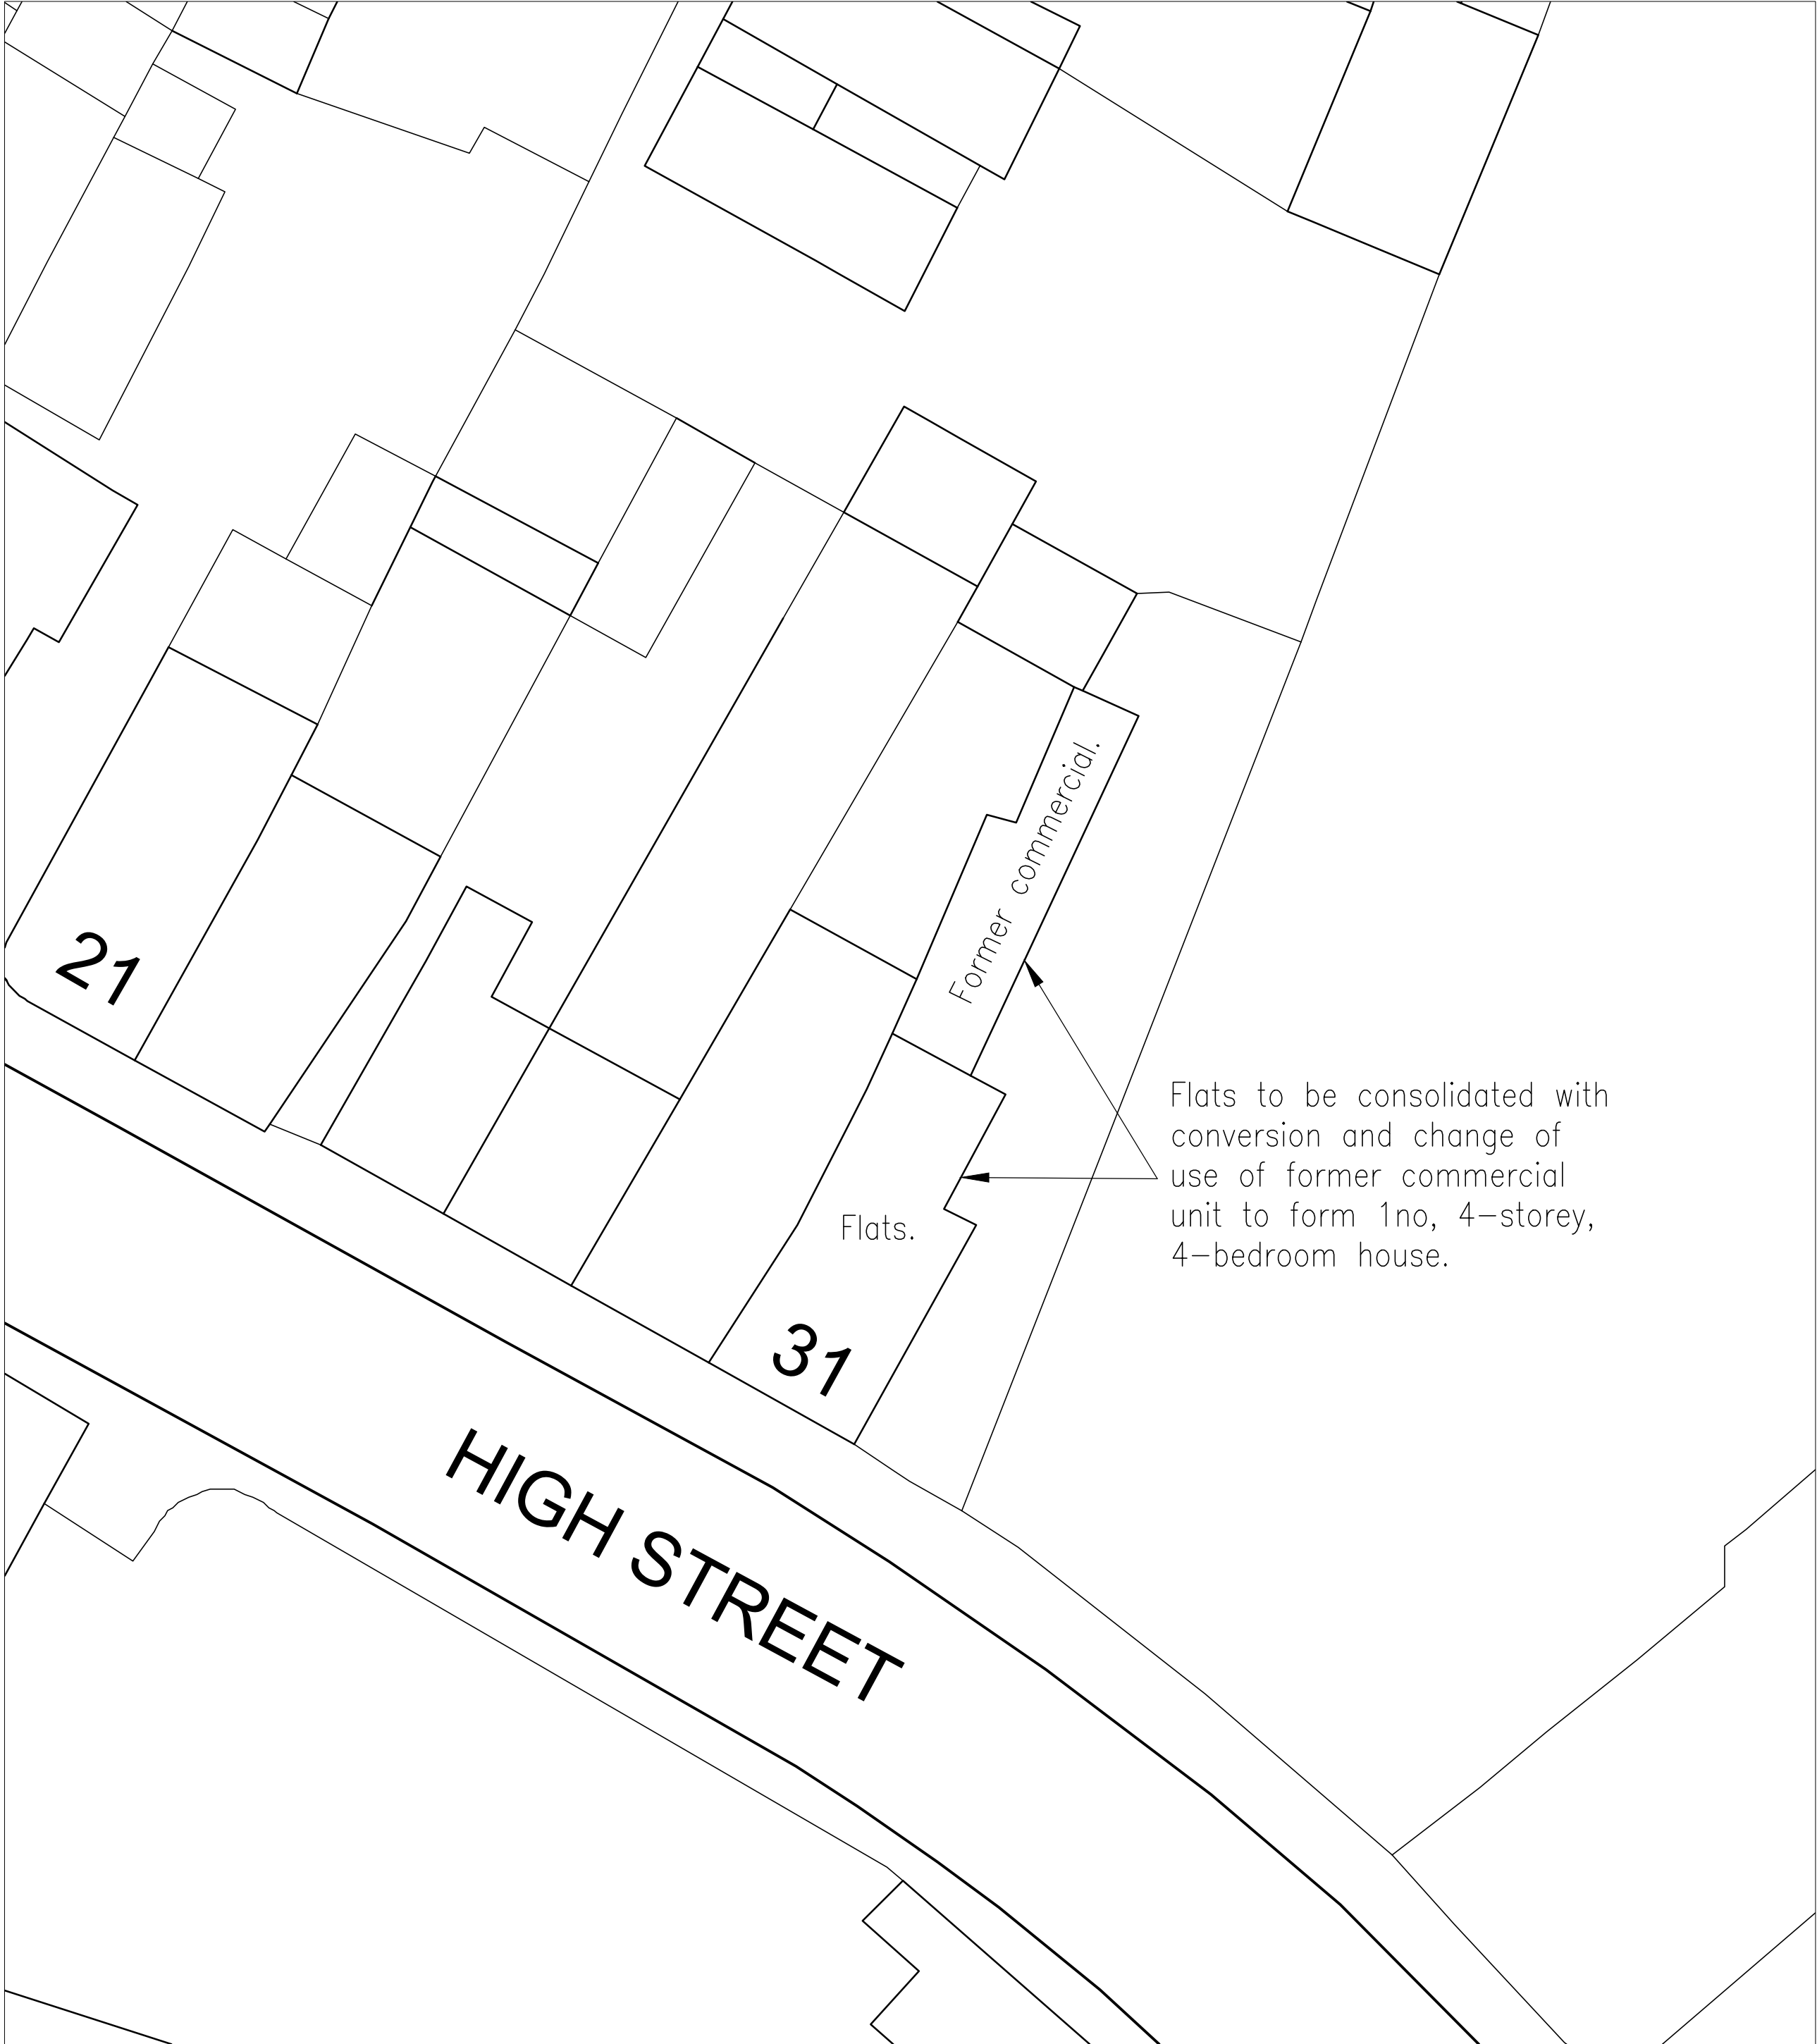 Former commercial.
21
Flats to be consolidated with
conversion and change of
use of former commercial
unit to form 1no, 4-storey,
4-bedroom house.
Flats.
31
HIGH STREET